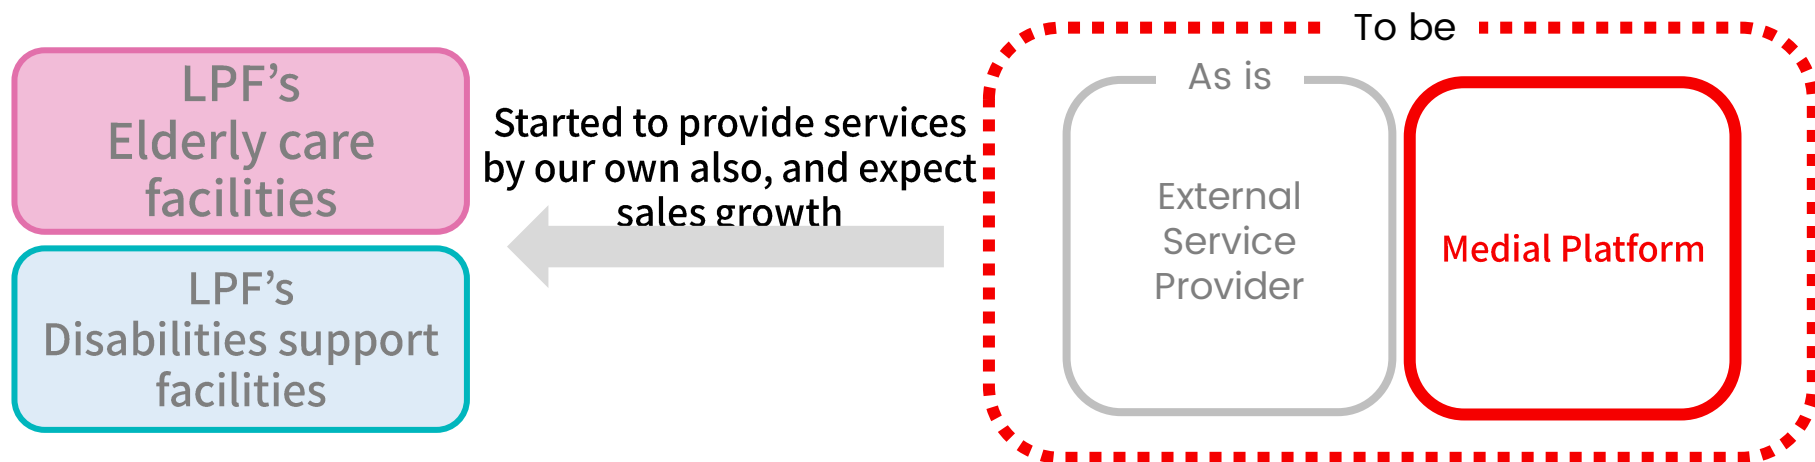 LPF’s
Elderly care
facilities
LPF’s
Disabilities support
facilities
Started to provide services
by our own also, and expect
sales growth
To be
As is
External
Service
Provider
Medial Platform